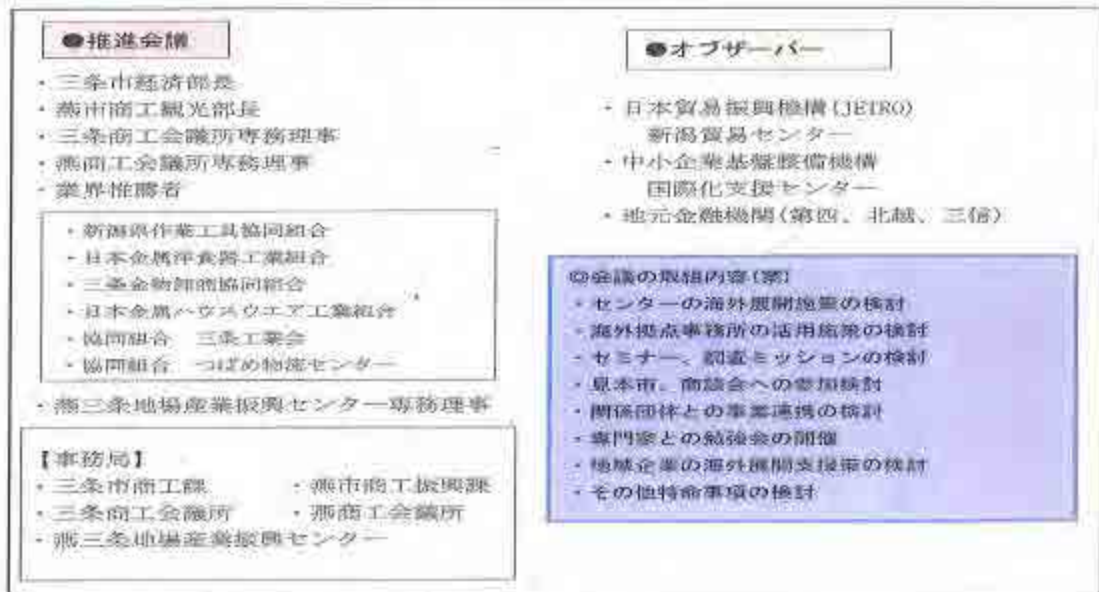 ●推進会議
・三条市経済部長
・燕市商工観光部長
・三条商工会議所専務理事
・燕商工会議所専務理事
・業界推薦者
・新潟県作業工具協同組合
・日本金属洋食器工業組合
・三条金物卸商協同組合
・日本金属ハウスウエア工業組合
・協同組合 三条工業会
・協同組合 つばめ物流センター
・燕三条地場産業振興センター専務理事
【事務局】
・三条市商工課 ・燕市商工振興課
・三条商工会議所 ・燕商工会議所
・燕三条地場産業振興センター
●オブザーバー
・日本貿易振興機構(JETRO)
新潟貿易センター
・中小企業基盤整備機構
国際化支援センター
・地元金融機関(第四、北越、三信)
◎会議の取組内容(案)
・センターの海外展開施策の検討
・海外拠点事務所の活用施策の検討
・セミナー、調査ミッションの検討
・見本市、商談会への参加検討
・関係団体との事業連携の検討
・専門家との勉強会の開催
・地域企業の海外展開支援策の検討
・その他特命事項の検討